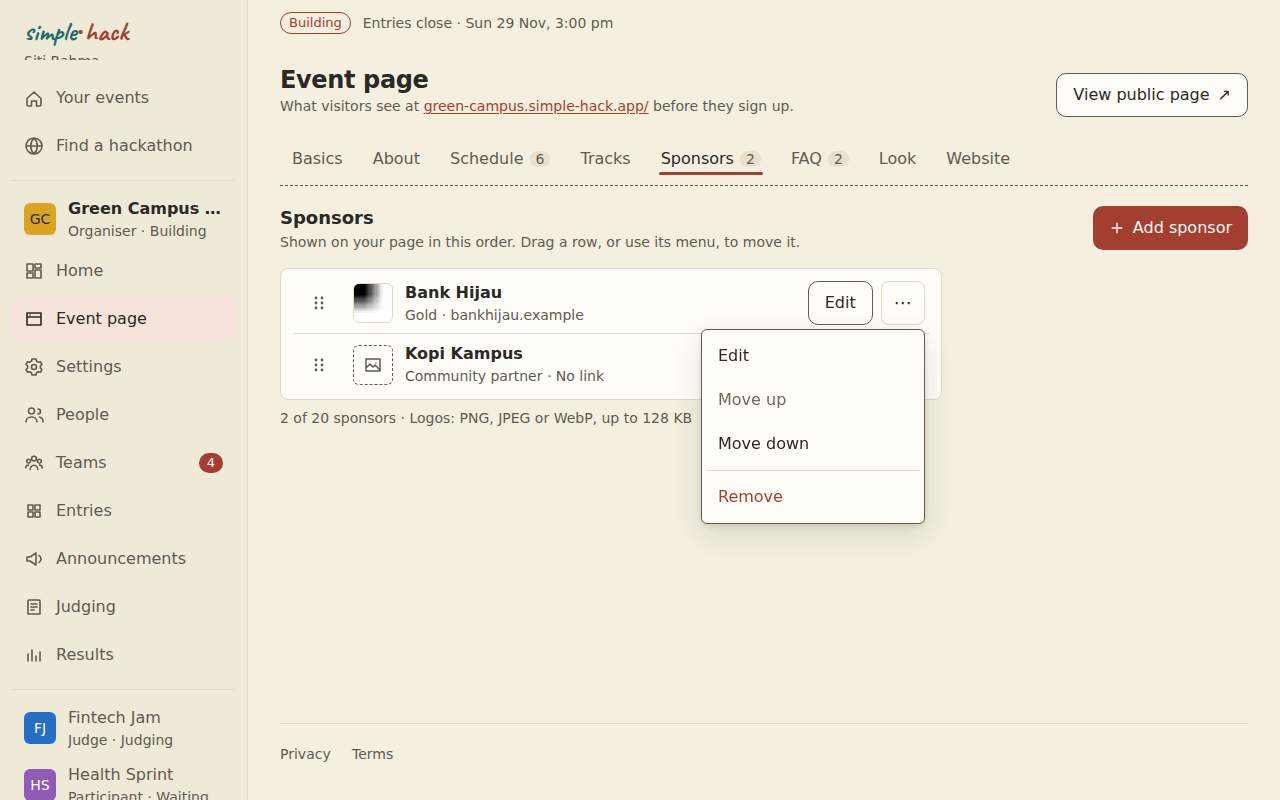 simple·hack
Siti Rahma
Your events
Find a hackathon
GC
Green Campus ...
Organiser · Building
Home
Event page
Settings
People
Teams 4
Entries
Announcements
Judging
Results
FJ
Fintech Jam
Judge · Judging
HS
Health Sprint
Participant · Waiting
Building Entries close · Sun 29 Nov, 3:00 pm
Event page
What visitors see at green-campus.simple-hack.app/ before they sign up.
View public page ↗
Basics About Schedule 6 Tracks Sponsors 2 FAQ 2 Look Website
Sponsors
Shown on your page in this order. Drag a row, or use its menu, to move it.
+ Add sponsor
Bank Hijau
Gold · bankhijau.example
Edit ...
Kopi Kampus
Community partner · No link
2 of 20 sponsors · Logos: PNG, JPEG or WebP, up to 128 KB
Edit
Move up
Move down
Remove
Privacy Terms